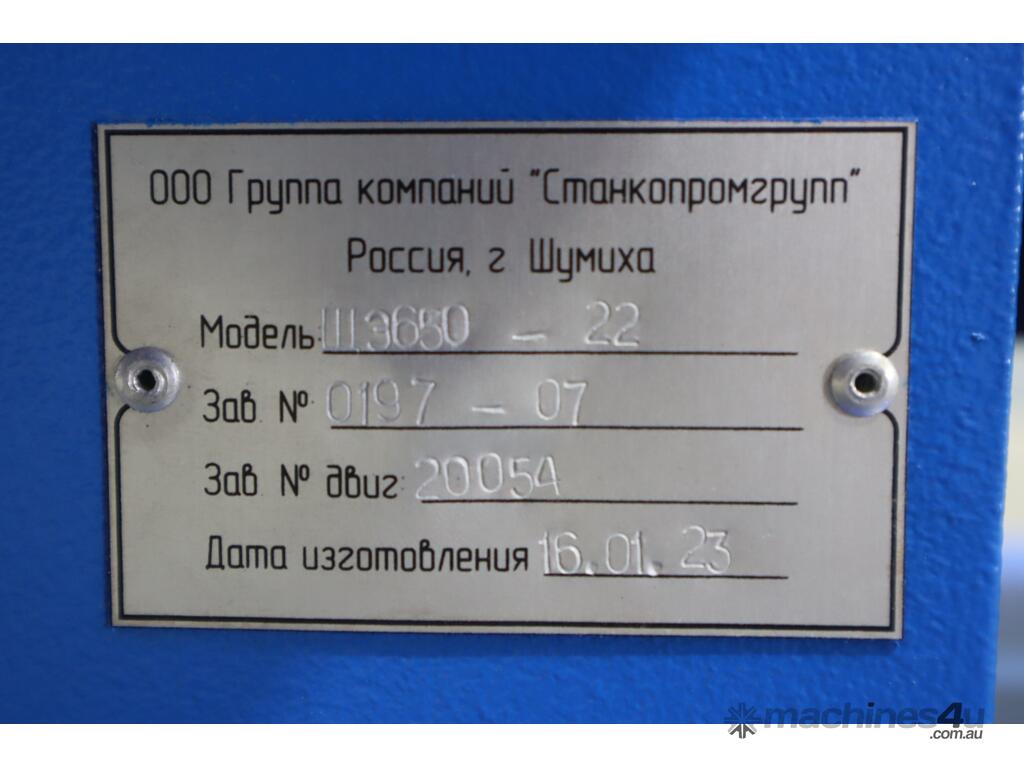 ООО Группа компаний "Станкопромгрупп"
Россия, г Шумиха
Модель: ЩЭ650 - 22
Зав. № 0197 - 07
Зав. № двиг: 20054
Дата изготовления 16.01.23
machines4u
.com.au